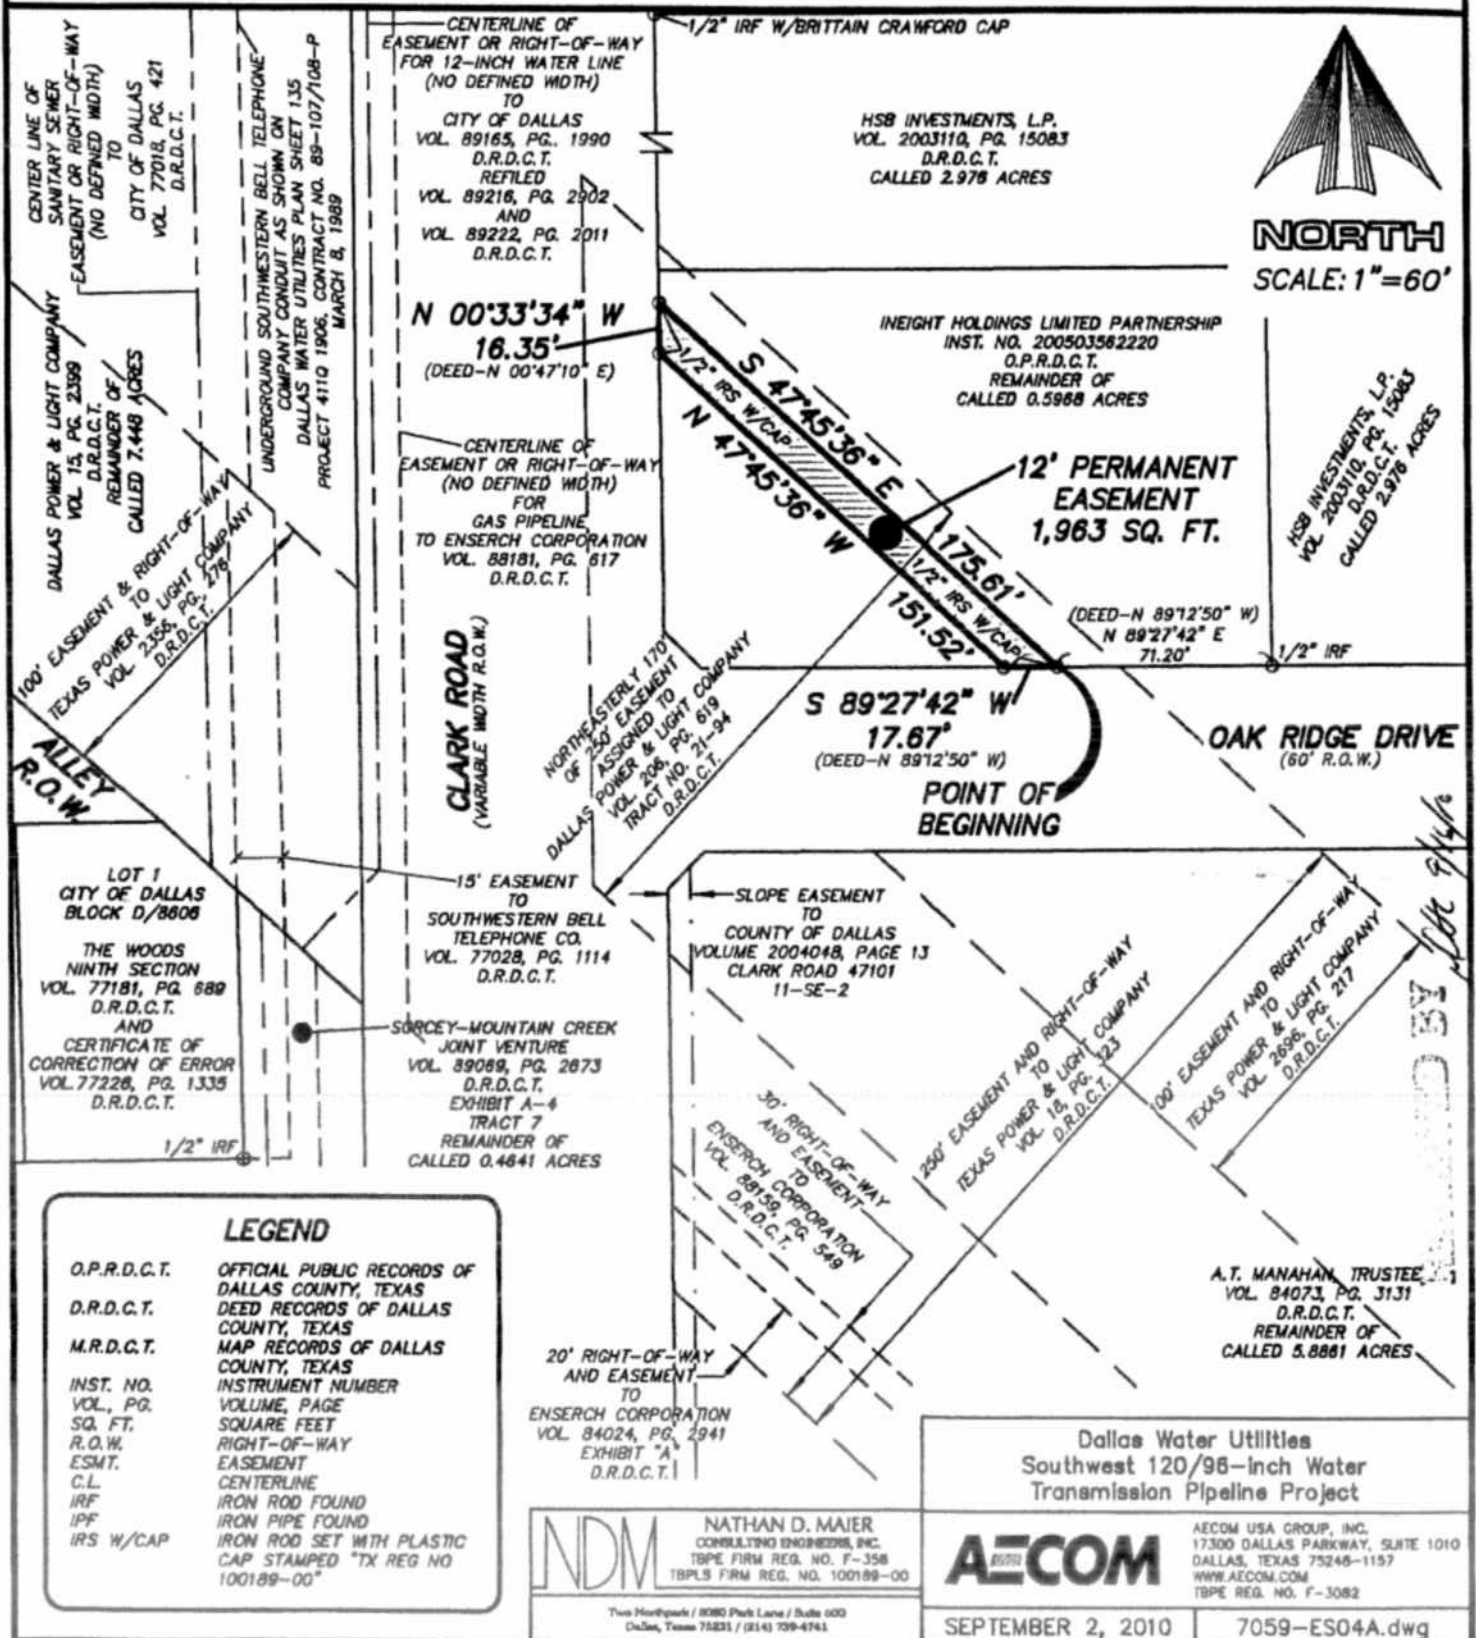 CENTER LINE OF
SANITARY SEWER
EASEMENT OR RIGHT-OF-WAY
(NO DEFINED WIDTH)
TO
CITY OF DALLAS
VOL. 77018, PG. 421
D.R.D.C.T.
UNDERGROUND SOUTHWESTERN BELL TELEPHONE
COMPANY CONDUIT AS SHOWN ON
DALLAS WATER UTILITIES PLAN SHEET 135
PROJECT 411Q 1906, CONTRACT NO. 89-107/108-P
MARCH 8, 1989
CENTERLINE OF
EASEMENT OR RIGHT-OF-WAY
FOR 12-INCH WATER LINE
(NO DEFINED WIDTH)
TO
CITY OF DALLAS
VOL. 89165, PG. 1990
D.R.D.C.T.
REFILED
VOL. 89216, PG. 2902
AND
VOL. 89222, PG. 2011
D.R.D.C.T.
1/2" IRF W/BRITTAIN CRAWFORD CAP
HSB INVESTMENTS, L.P.
VOL. 2003110, PG. 15083
D.R.D.C.T.
CALLED 2.976 ACRES
NORTH
SCALE: 1"=60'
DALLAS POWER & LIGHT COMPANY
VOL. 15, PG. 2399
D.R.D.C.T.
REMAINDER OF
CALLED 7.448 ACRES
N 00°33'34" W
16.35'
(DEED-N 00°47'10" E)
INEIGHT HOLDINGS LIMITED PARTNERSHIP
INST. NO. 200503562220
O.P.R.D.C.T.
REMAINDER OF
CALLED 0.5968 ACRES
HSB INVESTMENTS, L.P.
VOL. 2003110, PG. 15083
D.R.D.C.T.
CALLED 2.976 ACRES
1/2" IRS W/CAP
S 47°45'36" E
175.61'
N 47°45'36" W
151.52'
1/2" IRS W/CAP
12' PERMANENT
EASEMENT
1,963 SQ. FT.
CENTERLINE OF
EASEMENT OR RIGHT-OF-WAY
(NO DEFINED WIDTH)
FOR
GAS PIPELINE
TO ENSERCH CORPORATION
VOL. 88181, PG. 617
D.R.D.C.T.
100' EASEMENT & RIGHT-OF-WAY
TO
TEXAS POWER & LIGHT COMPANY
VOL. 2356, PG. 276
D.R.D.C.T.
(DEED-N 89°12'50" W)
N 89°27'42" E
71.20'
1/2" IRF
CLARK ROAD
(VARIABLE WIDTH R.O.W.)
NORTHEASTERLY 170'
OF 250' EASEMENT
ASSIGNED TO
DALLAS POWER & LIGHT COMPANY
VOL. 206, PG. 619
TRACT NO. 21-94
D.R.D.C.T.
S 89°27'42" W
17.67'
(DEED-N 89°12'50" W)
OAK RIDGE DRIVE
(60' R.O.W.)
POINT OF
BEGINNING
ALLEY
R.O.W.
LOT 1
CITY OF DALLAS
BLOCK D/8606
THE WOODS
NINTH SECTION
VOL. 77181, PG. 689
D.R.D.C.T.
AND
CERTIFICATE OF
CORRECTION OF ERROR
VOL.77226, PG. 1335
D.R.D.C.T.
1/2" IRF
15' EASEMENT
TO
SOUTHWESTERN BELL
TELEPHONE CO.
VOL. 77028, PG. 1114
D.R.D.C.T.
SLOPE EASEMENT
TO
COUNTY OF DALLAS
VOLUME 2004048, PAGE 13
CLARK ROAD 47101
11-SE-2
SORCEY-MOUNTAIN CREEK
JOINT VENTURE
VOL. 89069, PG. 2673
D.R.D.C.T.
EXHIBIT A-4
TRACT 7
REMAINDER OF
CALLED 0.4641 ACRES
30' RIGHT-OF-WAY
AND EASEMENT
TO
ENSERCH CORPORATION
VOL. 88159, PG. 549
D.R.D.C.T.
250' EASEMENT AND RIGHT-OF-WAY
TO
TEXAS POWER & LIGHT COMPANY
VOL. 18, PG. 123
D.R.D.C.T.
100' EASEMENT AND RIGHT-OF-WAY
TO
TEXAS POWER & LIGHT COMPANY
VOL. 2696, PG. 217
D.R.D.C.T.
BY
A.T. MANAHAN, TRUSTEE
VOL. 84073, PG. 3131
D.R.D.C.T.
REMAINDER OF
CALLED 5.8861 ACRES
20' RIGHT-OF-WAY
AND EASEMENT
TO
ENSERCH CORPORATION
VOL. 84024, PG. 2941
EXHIBIT "A"
D.R.D.C.T.
LEGEND
O.P.R.D.C.T. OFFICIAL PUBLIC RECORDS OF
DALLAS COUNTY, TEXAS
D.R.D.C.T. DEED RECORDS OF DALLAS
COUNTY, TEXAS
M.R.D.C.T. MAP RECORDS OF DALLAS
COUNTY, TEXAS
INST. NO. INSTRUMENT NUMBER
VOL., PG. VOLUME, PAGE
SQ. FT. SQUARE FEET
R.O.W. RIGHT-OF-WAY
ESMT. EASEMENT
C.L. CENTERLINE
IRF IRON ROD FOUND
IPF IRON PIPE FOUND
IRS W/CAP IRON ROD SET WITH PLASTIC
CAP STAMPED "TX REG NO
100189-00"
NDM
NATHAN D. MAIER
CONSULTING ENGINEERS, INC.
TBPE FIRM REG. NO. F-356
TBPLS FIRM REG. NO. 100189-00
Two Northpark / 8080 Park Lane / Suite 600
Dallas, Texas 75231 / (214) 739-4741
Dallas Water Utilities
Southwest 120/96-inch Water
Transmission Pipeline Project
AECOM
AECOM USA GROUP, INC.
17300 DALLAS PARKWAY, SUITE 1010
DALLAS, TEXAS 75248-1157
WWW.AECOM.COM
TBPE REG. NO. F-3082
SEPTEMBER 2, 2010
7059-ES04A.dwg